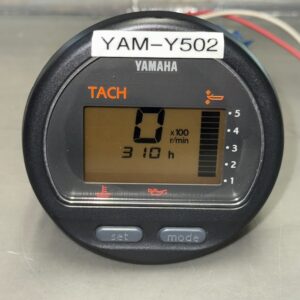 YAM-Y502
YAMAHA
TACH
0 x100 r/min
310 h
5
4
3
2
1
set
mode